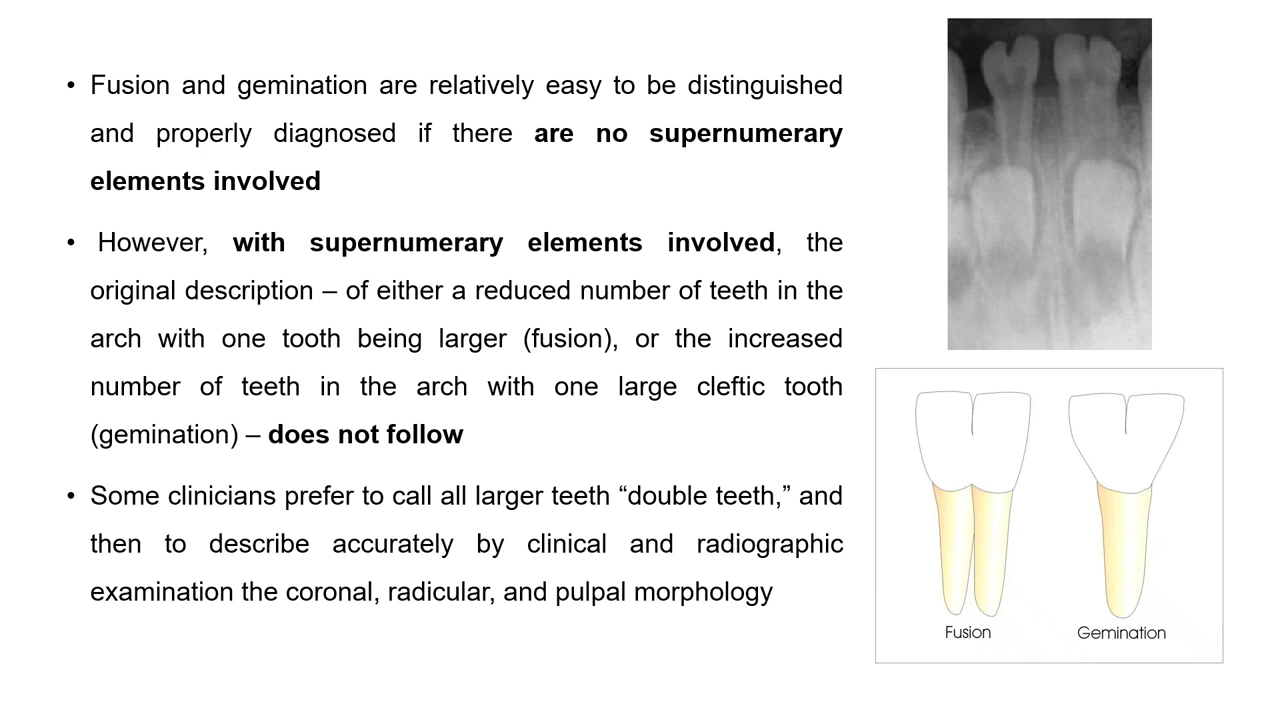 • Fusion and gemination are relatively easy to be distinguished
and properly diagnosed if there are no supernumerary
elements involved
• However, with supernumerary elements involved, the
original description – of either a reduced number of teeth in the
arch with one tooth being larger (fusion), or the increased
number of teeth in the arch with one large cleftic tooth
(gemination) – does not follow
• Some clinicians prefer to call all larger teeth “double teeth,” and
then to describe accurately by clinical and radiographic
examination the coronal, radicular, and pulpal morphology
Fusion
Gemination